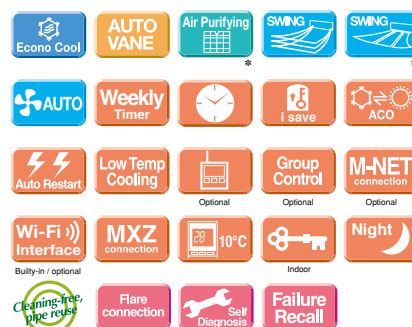 Econo Cool
AUTO
VANE
Air Purifying
SWING
SWING
*
*
AUTO
Weekly
Timer
i save
ACO
Auto Restart
Low Temp
Cooling
Group
Control
M-NET
connection
Optional
Optional
Optional
Wi-Fi
Interface
MXZ
connection
28
10°C
Night
Builty-in / optional
Indoor
Cleaning-free,
pipe reuse
Flare
connection
Self
Diagnosis
Failure
Recall